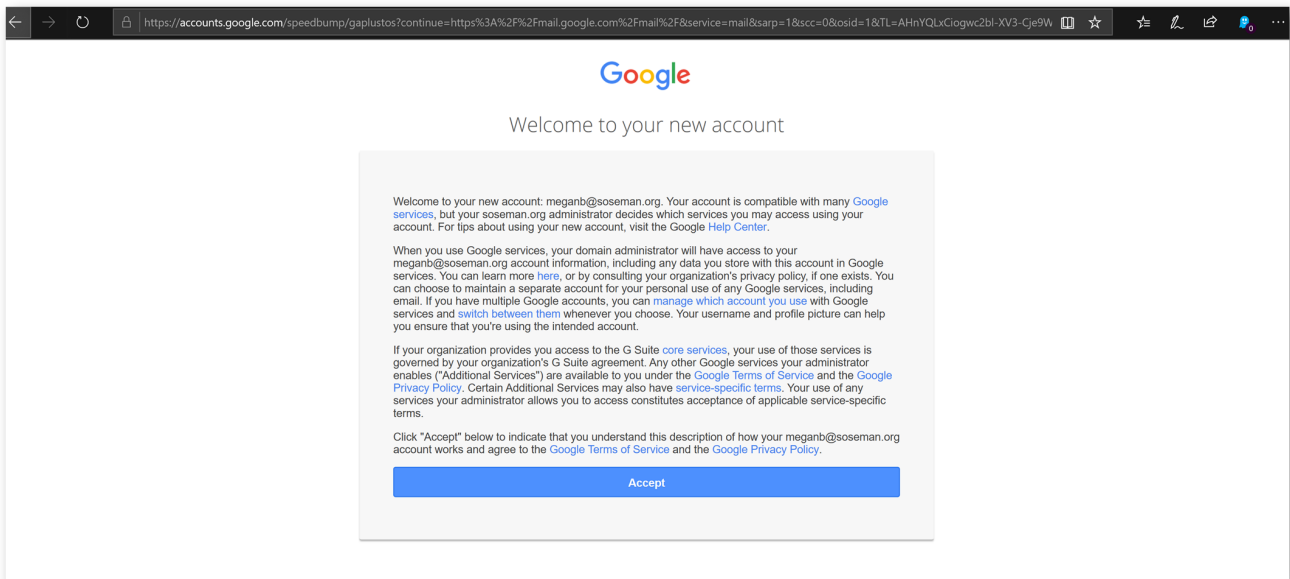 https://accounts.google.com/speedbump/gaplustos?continue=https%3A%2F%2Fmail.google.com%2Fmail%2F&service=mail&sarp=1&scc=0&osid=1&TL=AHnYQLxCiogwc2bI-XV3-Cje9W
0
Google
Welcome to your new account
Welcome to your new account: meganb@soseman.org. Your account is compatible with many Google
services, but your soseman.org administrator decides which services you may access using your
account. For tips about using your new account, visit the Google Help Center.
When you use Google services, your domain administrator will have access to your
meganb@soseman.org account information, including any data you store with this account in Google
services. You can learn more here, or by consulting your organization's privacy policy, if one exists. You
can choose to maintain a separate account for your personal use of any Google services, including
email. If you have multiple Google accounts, you can manage which account you use with Google
services and switch between them whenever you choose. Your username and profile picture can help
you ensure that you're using the intended account.
If your organization provides you access to the G Suite core services, your use of those services is
governed by your organization's G Suite agreement. Any other Google services your administrator
enables ("Additional Services") are available to you under the Google Terms of Service and the Google
Privacy Policy. Certain Additional Services may also have service-specific terms. Your use of any
services your administrator allows you to access constitutes acceptance of applicable service-specific
terms.
Click "Accept" below to indicate that you understand this description of how your meganb@soseman.org
account works and agree to the Google Terms of Service and the Google Privacy Policy.
Accept